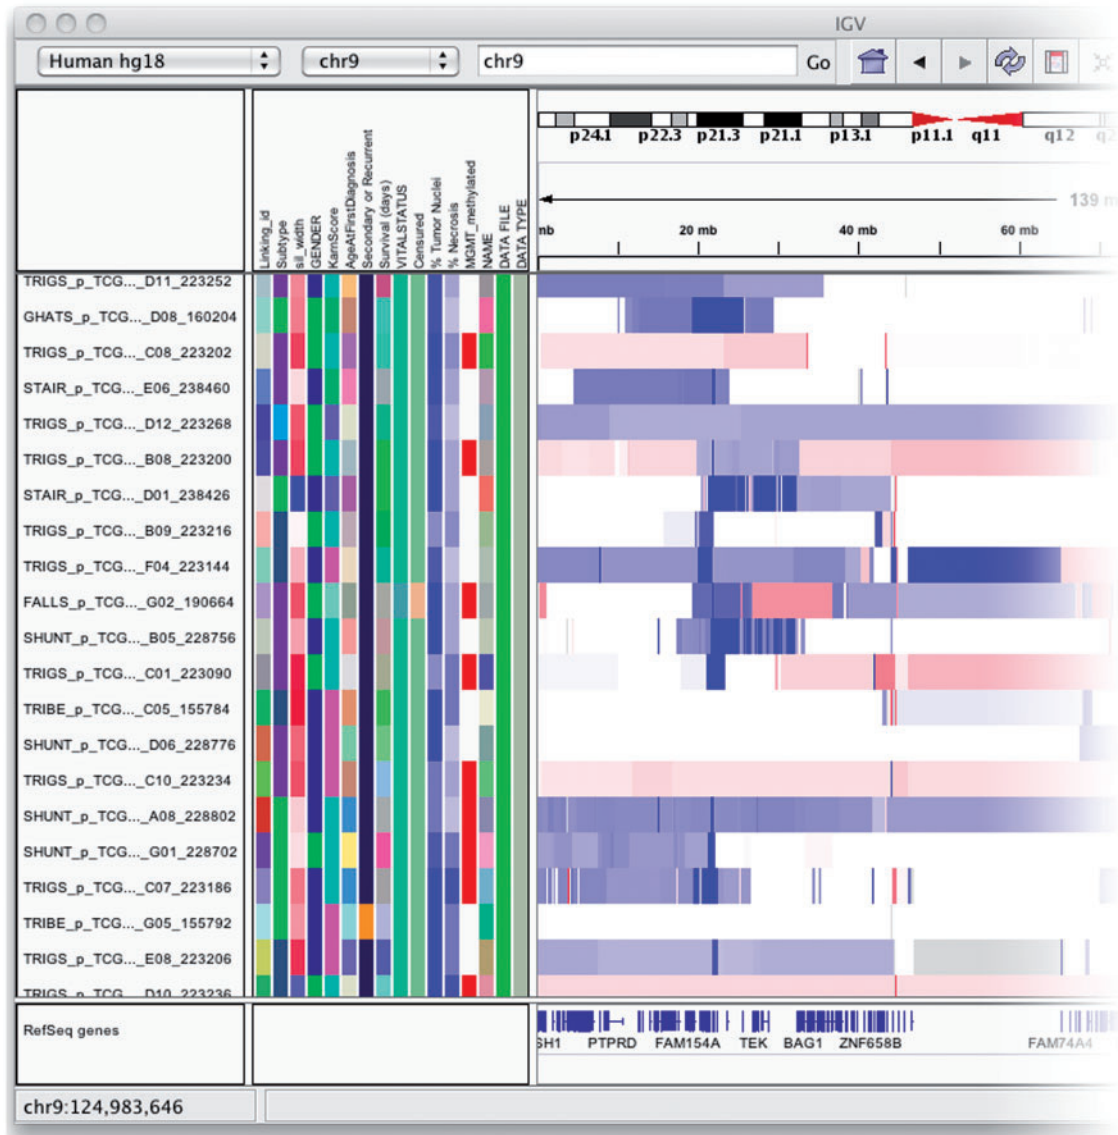 IGV
Human hg18 chr9 chr9 Go
p24.1 p22.3 p21.3 p21.1 p13.1 p11.1 q11 q12
139
20 mb 40 mb 60 mb
Linking_id
Subtype
sil_width
GENDER
KarnScore
AgeAtFirstDiagnosis
Secondary or Recurrent
Survival (days)
VITALSTATUS
Censured
% Tumor Nuclei
% Necrosis
MGMT_methylated
NAME
DATA FILE
DATA TYPE
TRIGS_p_TCG..._D11_223252
GHATS_p_TCG..._D08_160204
TRIGS_p_TCG..._C08_223202
STAIR_p_TCG..._E06_238460
TRIGS_p_TCG..._D12_223268
TRIGS_p_TCG..._B08_223200
STAIR_p_TCG..._D01_238426
TRIGS_p_TCG..._B09_223216
TRIGS_p_TCG..._F04_223144
FALLS_p_TCG..._G02_190664
SHUNT_p_TCG..._B05_228756
TRIGS_p_TCG..._C01_223090
TRIBE_p_TCG..._C05_155784
SHUNT_p_TCG..._D06_228776
TRIGS_p_TCG..._C10_223234
SHUNT_p_TCG..._A08_228802
SHUNT_p_TCG..._G01_228702
TRIGS_p_TCG..._C07_223186
TRIBE_p_TCG..._G05_155792
TRIGS_p_TCG..._E08_223206
TRIGS_p_TCG..._D10_223236
RefSeq genes
SH1 PTPRD FAM154A TEK BAG1 ZNF658B FAM74A4
chr9:124,983,646